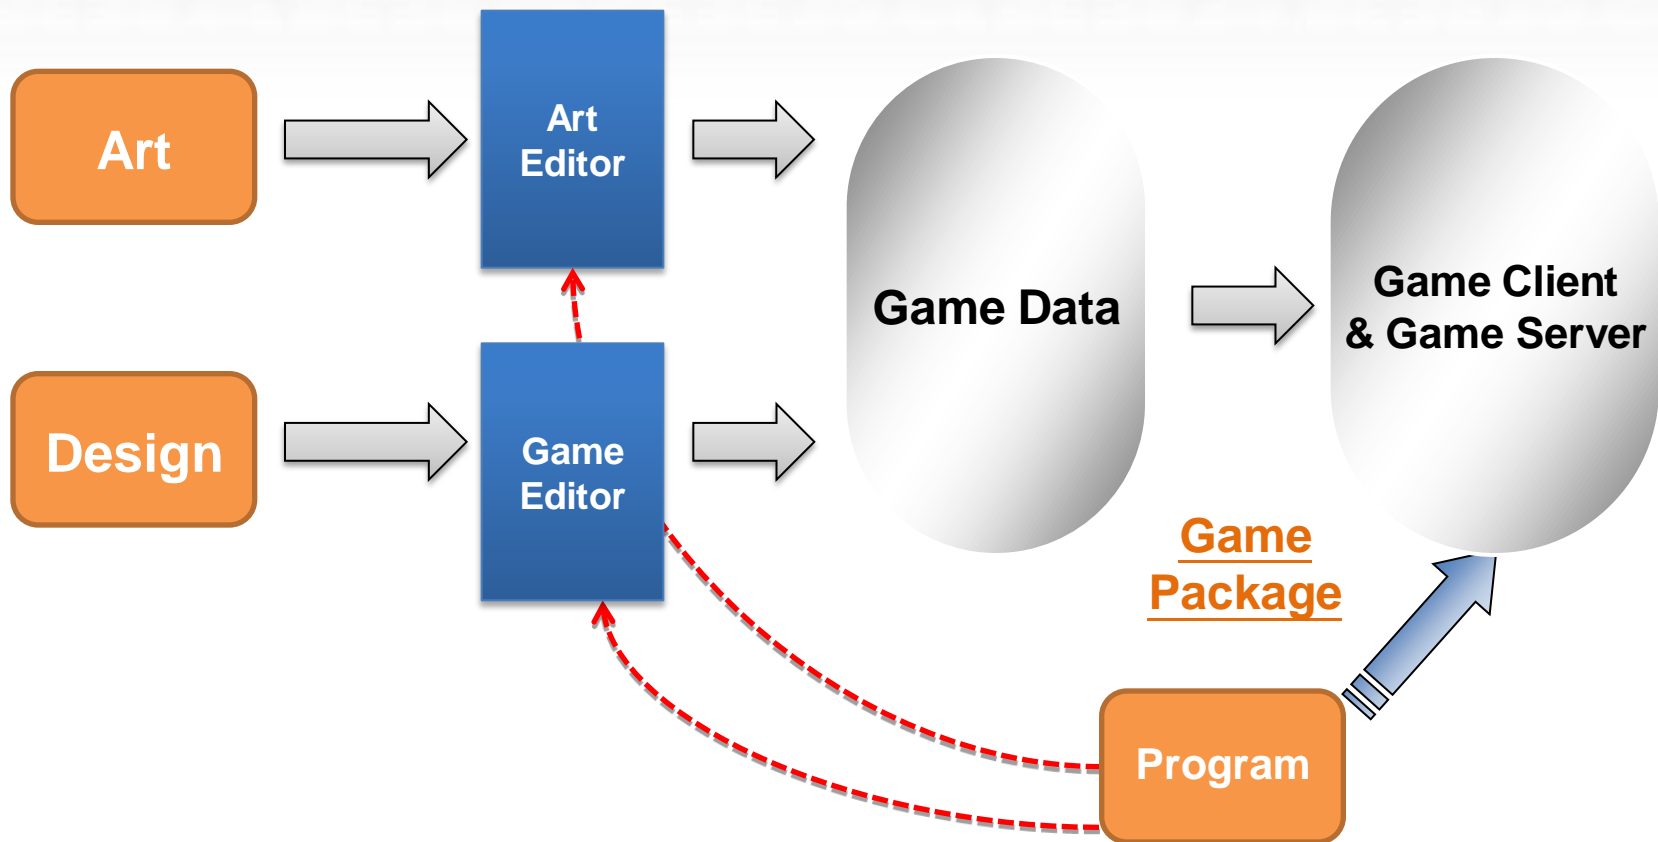 Art
Art
Editor
Game Data
Game Client
& Game Server
Design
Game
Editor
Game
Package
Program